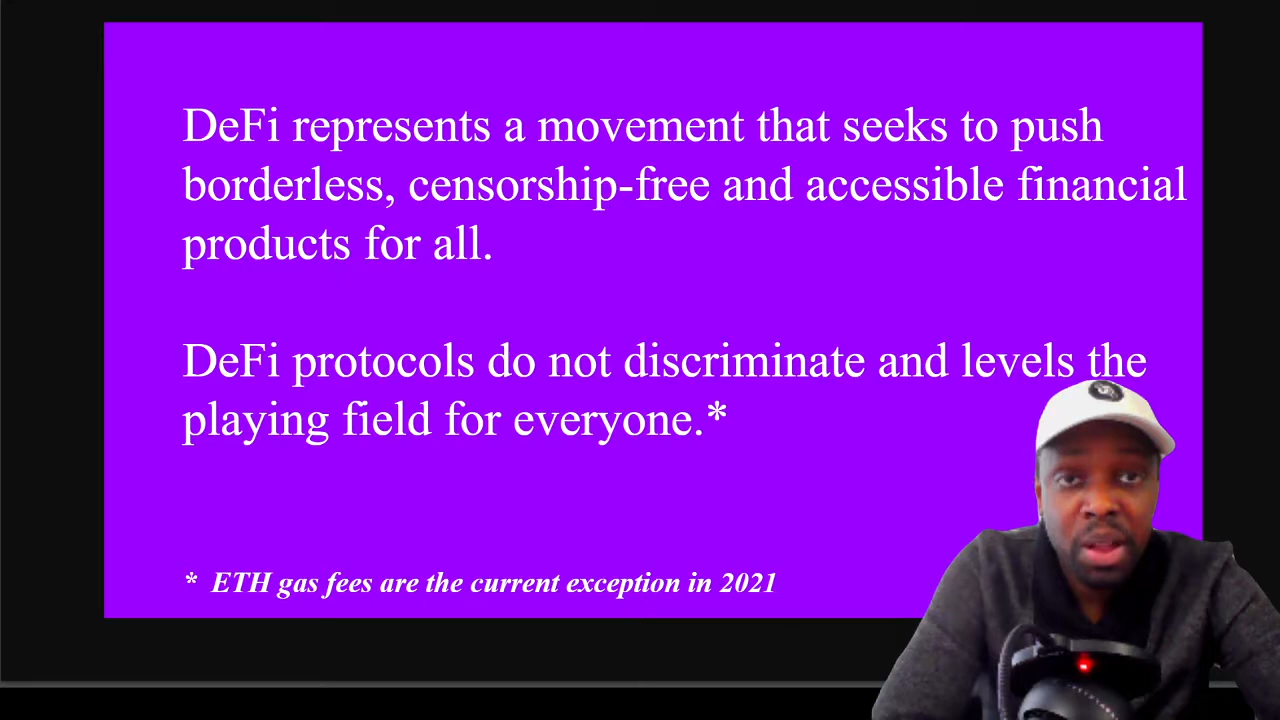 DeFi represents a movement that seeks to push
borderless, censorship-free and accessible financial
products for all.
DeFi protocols do not discriminate and levels the
playing field for everyone.*
* ETH gas fees are the current exception in 2021